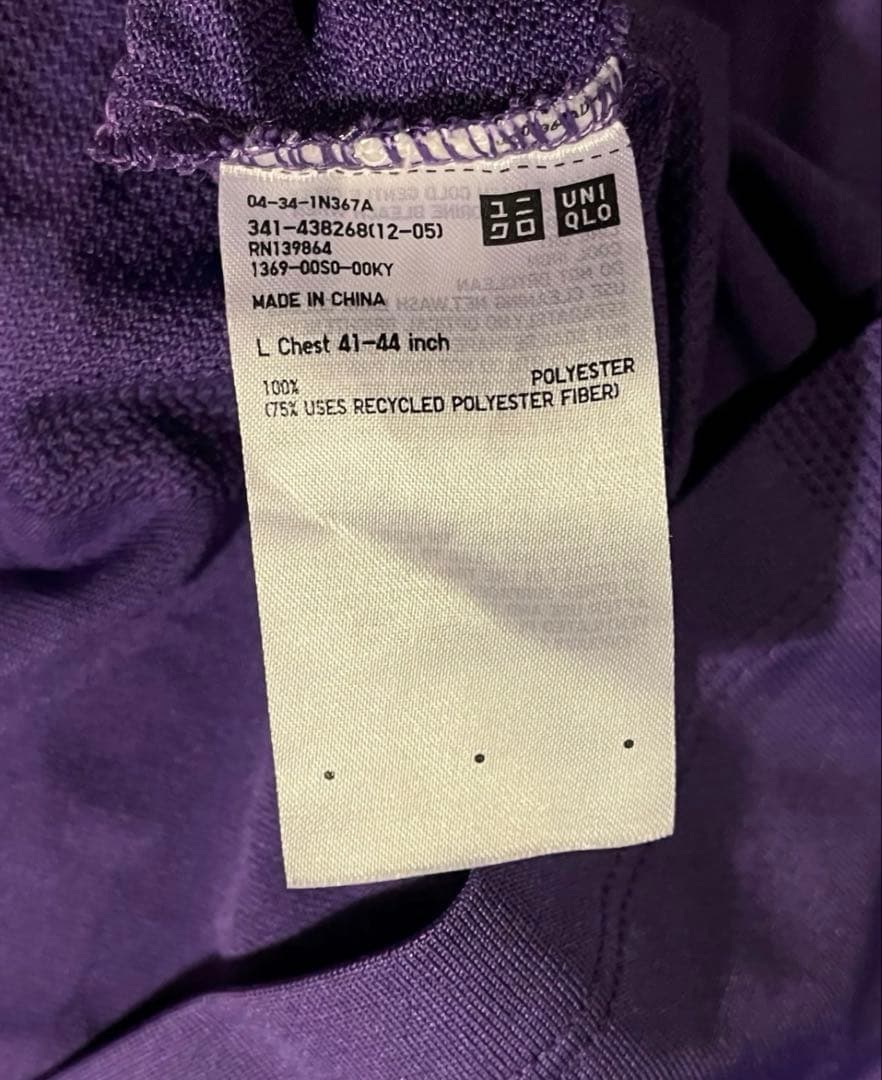 04-34-1N367A
341-438268(12-05)
RN139864
1369-00S0-00KY
ユニ
クロ
UNI
QLO
MADE IN CHINA
L Chest 41-44 inch
100% POLYESTER
(75% USES RECYCLED POLYESTER FIBER)